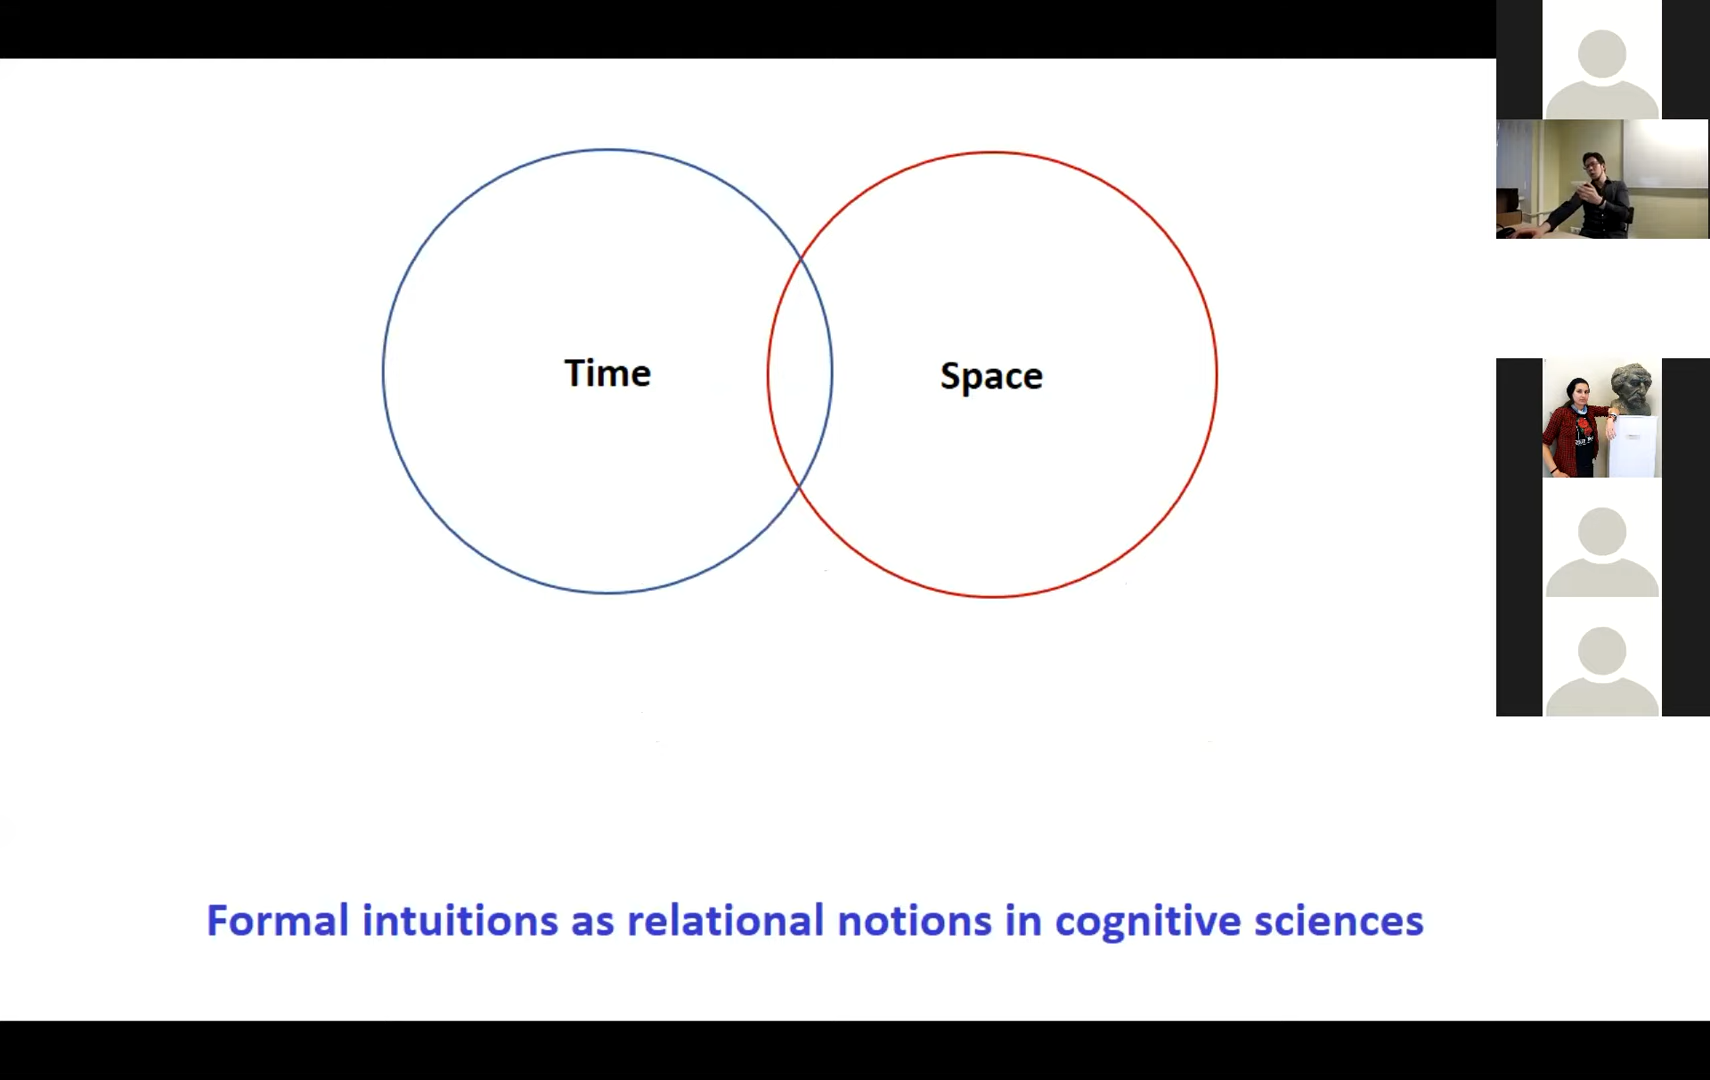 Time
Space
Formal intuitions as relational notions in cognitive sciences